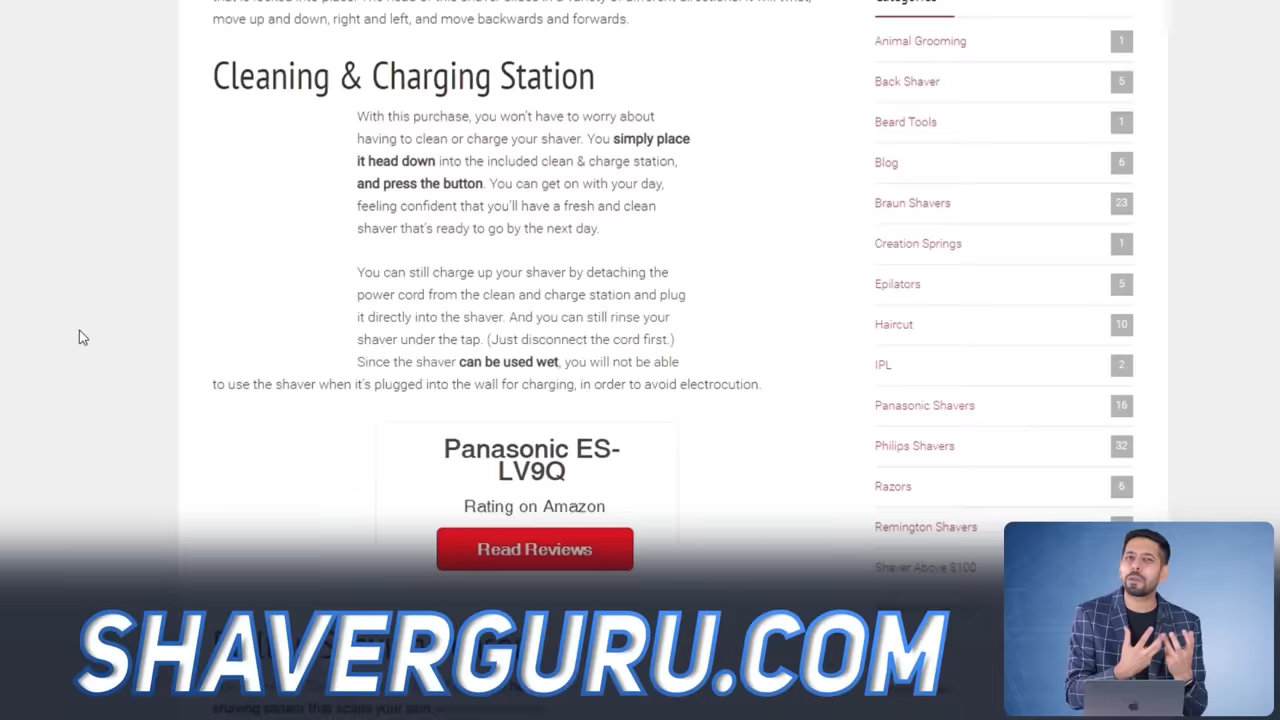 move up and down, right and left, and move backwards and forwards.
Cleaning & Charging Station
With this purchase, you won't have to worry about
having to clean or charge your shaver. You simply place
it head down into the included clean & charge station,
and press the button. You can get on with your day,
feeling confident that you'll have a fresh and clean
shaver that's ready to go by the next day.
You can still charge up your shaver by detaching the
power cord from the clean and charge station and plug
it directly into the shaver. And you can still rinse your
shaver under the tap. (Just disconnect the cord first.)
Since the shaver can be used wet, you will not be able
to use the shaver when it's plugged into the wall for charging, in order to avoid electrocution.
Panasonic ES-
LV9Q
Rating on Amazon
Read Reviews
Categories
Animal Grooming 1
Back Shaver 5
Beard Tools 1
Blog 6
Braun Shavers 23
Creation Springs 1
Epilators 5
Haircut 10
IPL 2
Panasonic Shavers 16
Philips Shavers 32
Razors 6
Remington Shavers
Shaver Above $100
SHAVERGURU.COM